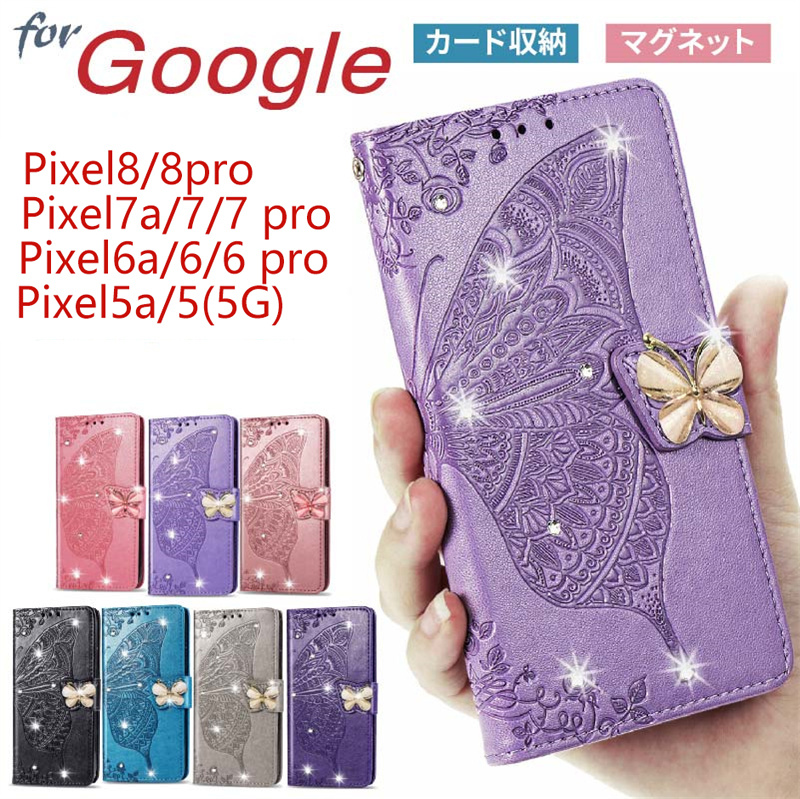 for
Google
カード収納
マグネット
Pixel8/8pro
Pixel7a/7/7 pro
Pixel6a/6/6 pro
Pixel5a/5(5G)